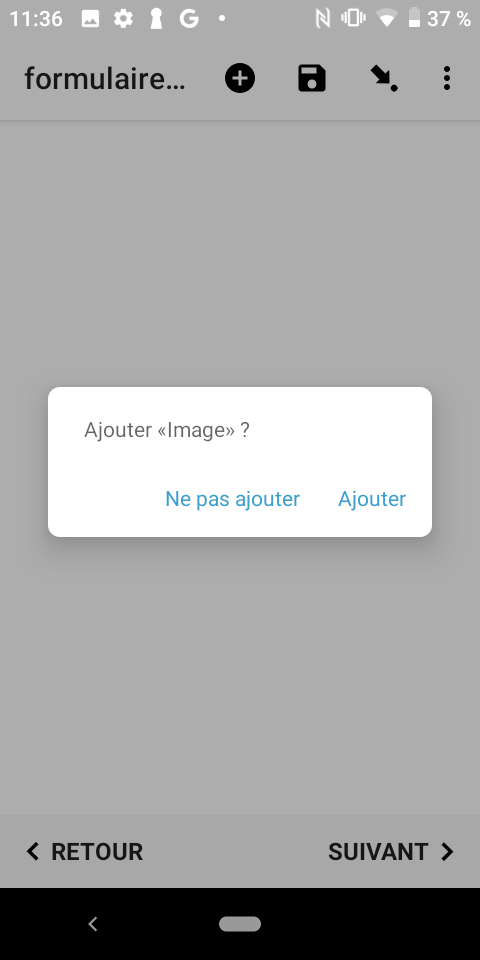 11:36
37 %
formulaire...
Ajouter «Image» ?
Ne pas ajouter
Ajouter
RETOUR
SUIVANT